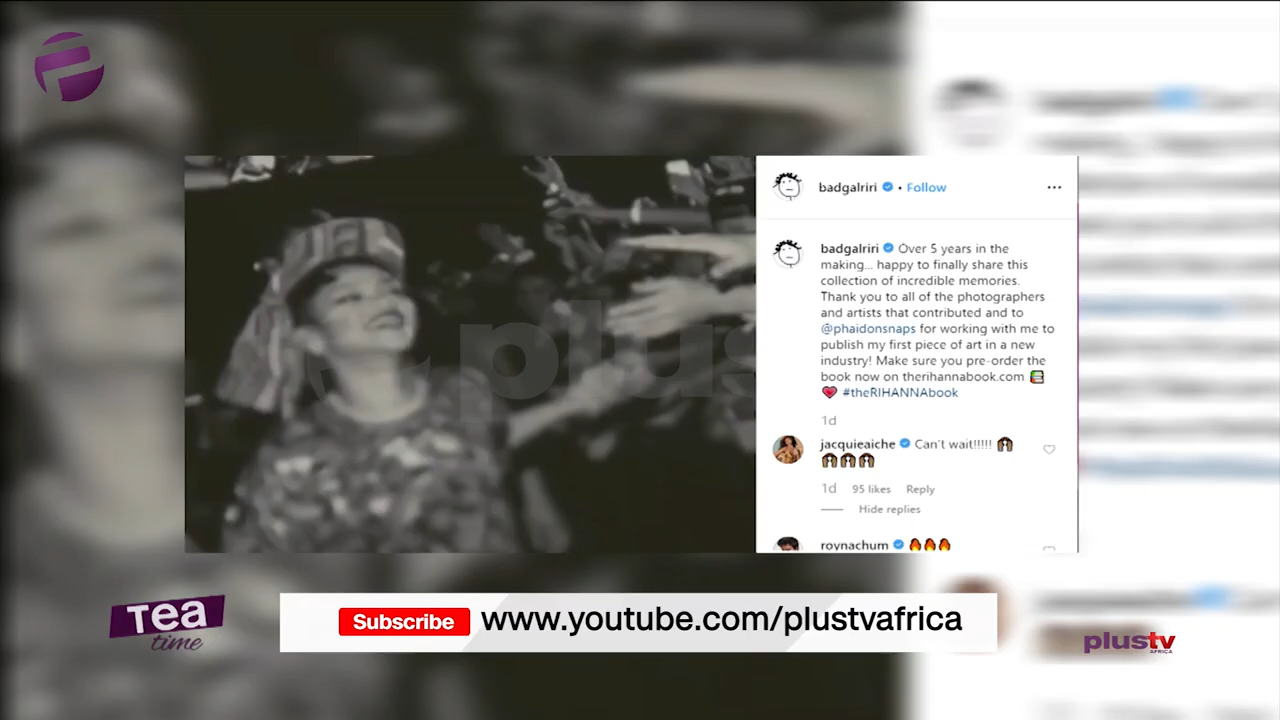 badgalriri • Follow
badgalriri Over 5 years in the
making... happy to finally share this
collection of incredible memories.
Thank you to all of the photographers
and artists that contributed and to
@phaidonsnaps for working with me to
publish my first piece of art in a new
industry! Make sure you pre-order the
book now on therihannabook.com
#theRIHANNAbook
1d
jacquieaiche Can't wait!!!!!
1d 95 likes Reply
Hide replies
roynachum
plus
Tea
time
Subscribe www.youtube.com/plustvafrica
plustv
AFRICA